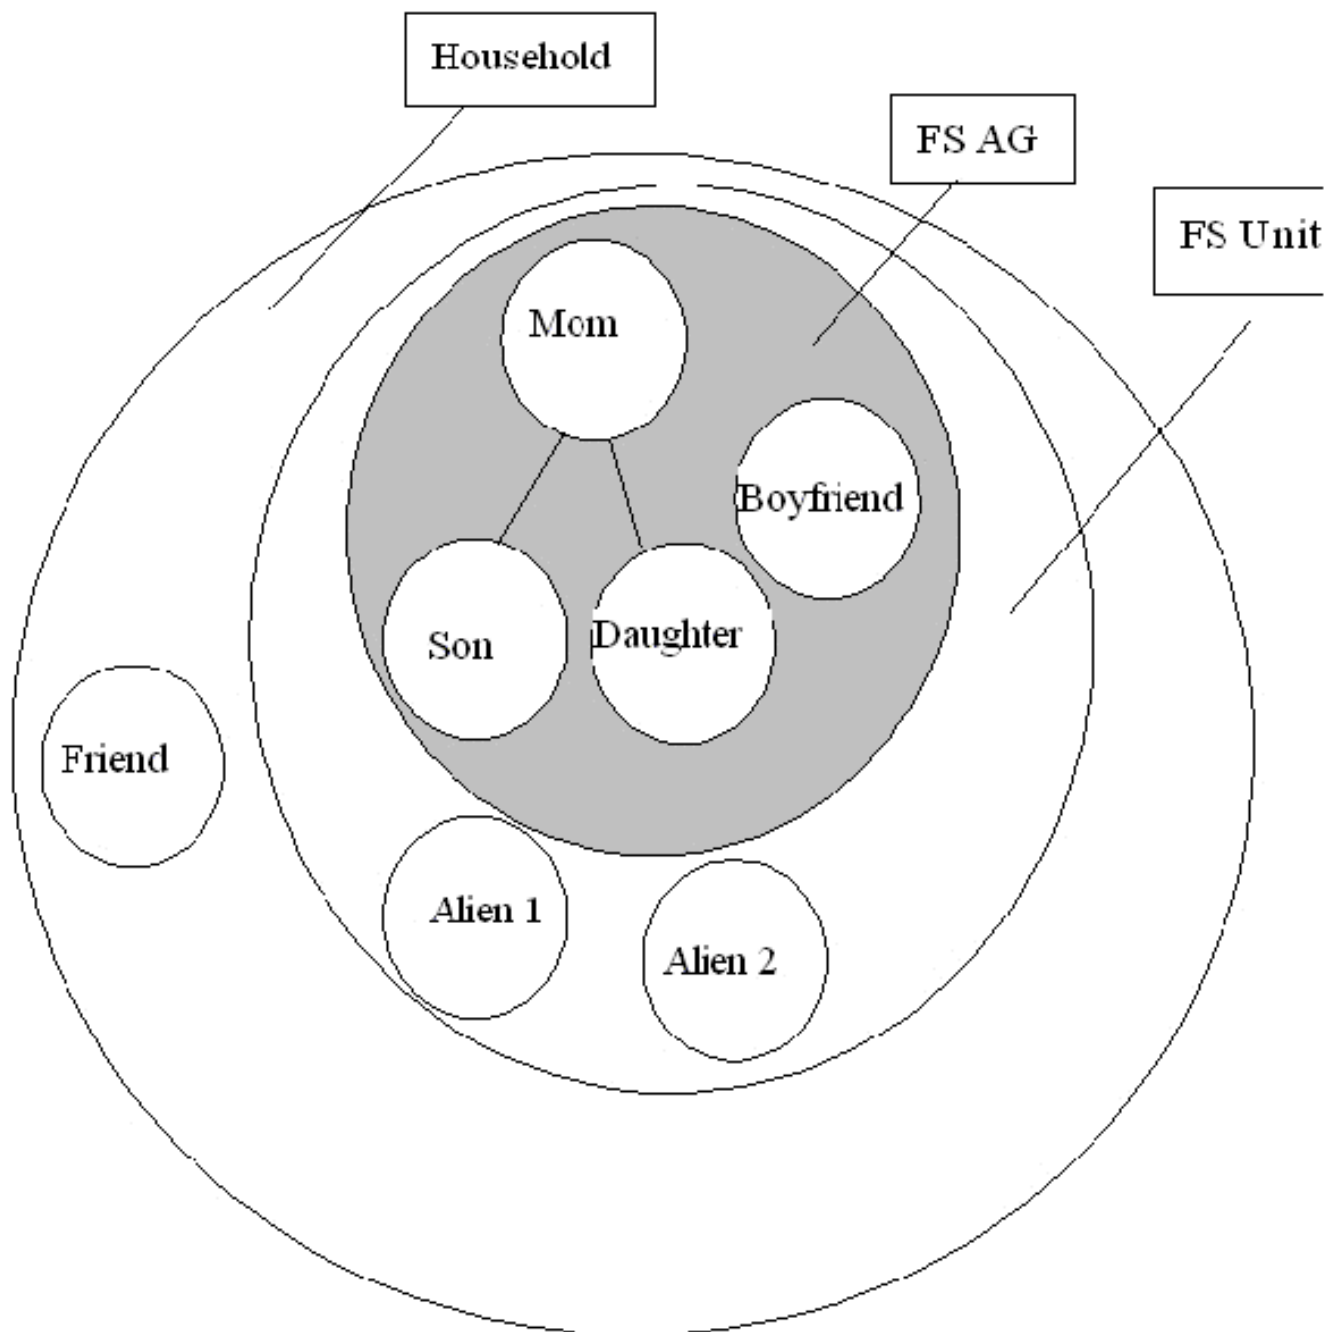 Household
FS AG
FS Unit
Mom
Boyfriend
Son
Daughter
Friend
Alien 1
Alien 2